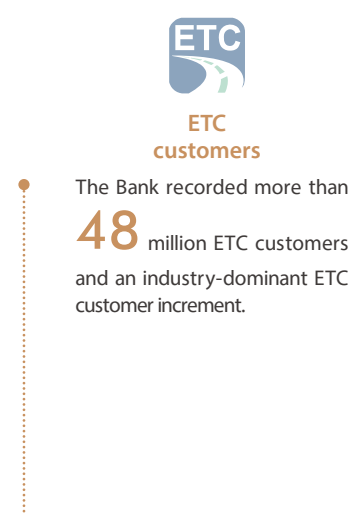 ETC
ETC
customers
The Bank recorded more than
48 million ETC customers
and an industry-dominant ETC
customer increment.